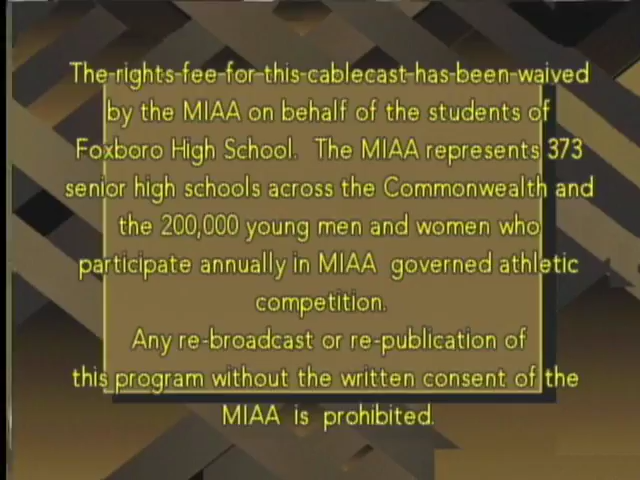 The rights fee for this cablecast has been waived
by the MIAA on behalf of the students of
Foxboro High School. The MIAA represents 373
senior high schools across the Commonwealth and
the 200,000 young men and women who
participate annually in MIAA governed athletic
competition.
Any re-broadcast or re-publication of
this program without the written consent of the
MIAA is prohibited.